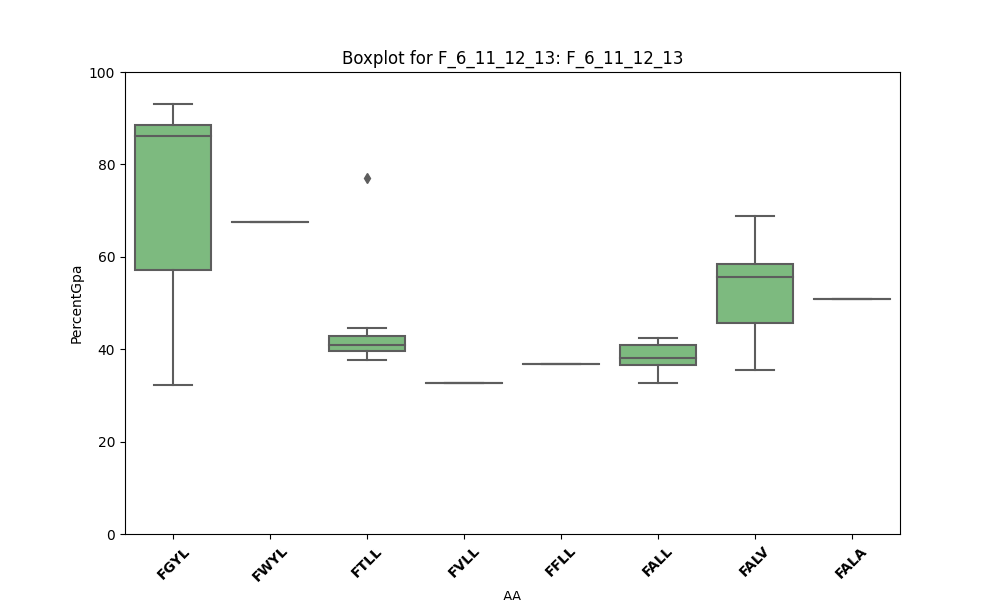 Boxplot for F_6_11_12_13: F_6_11_12_13
100
80
60
40
20
0
PercentGpa
FGYL
FWYL
FTLL
FVLL
FFLL
FALL
FALV
FALA
AA